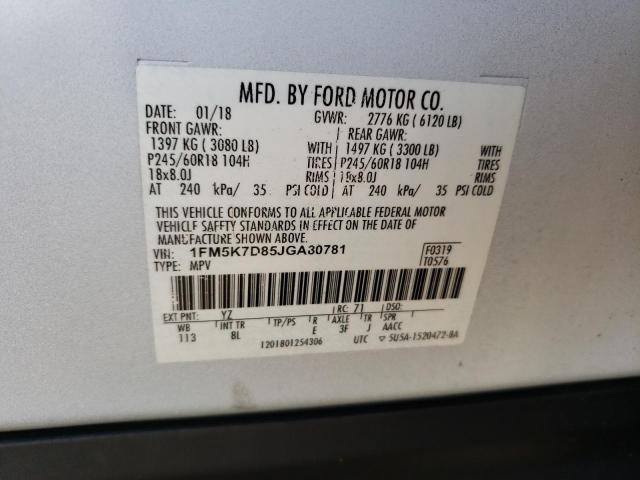 MFD. BY FORD MOTOR CO.
DATE: 01/18 GVWR: 2776 KG ( 6120 LB)
FRONT GAWR: REAR GAWR:
1397 KG ( 3080 LB) WITH 1497 KG ( 3300 LB) WITH
P245/60R18 104H TIRES P245/60R18 104H TIRES
18x8.0J RIMS 18x8.0J RIMS
AT 240 kPa/ 35 PSI COLD AT 240 kPa/ 35 PSI COLD
THIS VEHICLE CONFORMS TO ALL APPLICABLE FEDERAL MOTOR
VEHICLE SAFETY STANDARDS IN EFFECT ON THE DATE OF
MANUFACTURE SHOWN ABOVE.
VIN: 1FM5K7D85JGA30781 F0319
TYPE: MPV T0576
EXT PNT: YZ RC: 71 DSO:
WB INT TR TP/PS R AXLE TR SPR
113 8L E 3F J AACC
1201801254306 UTC ▽ 5U5A-1520472-BA